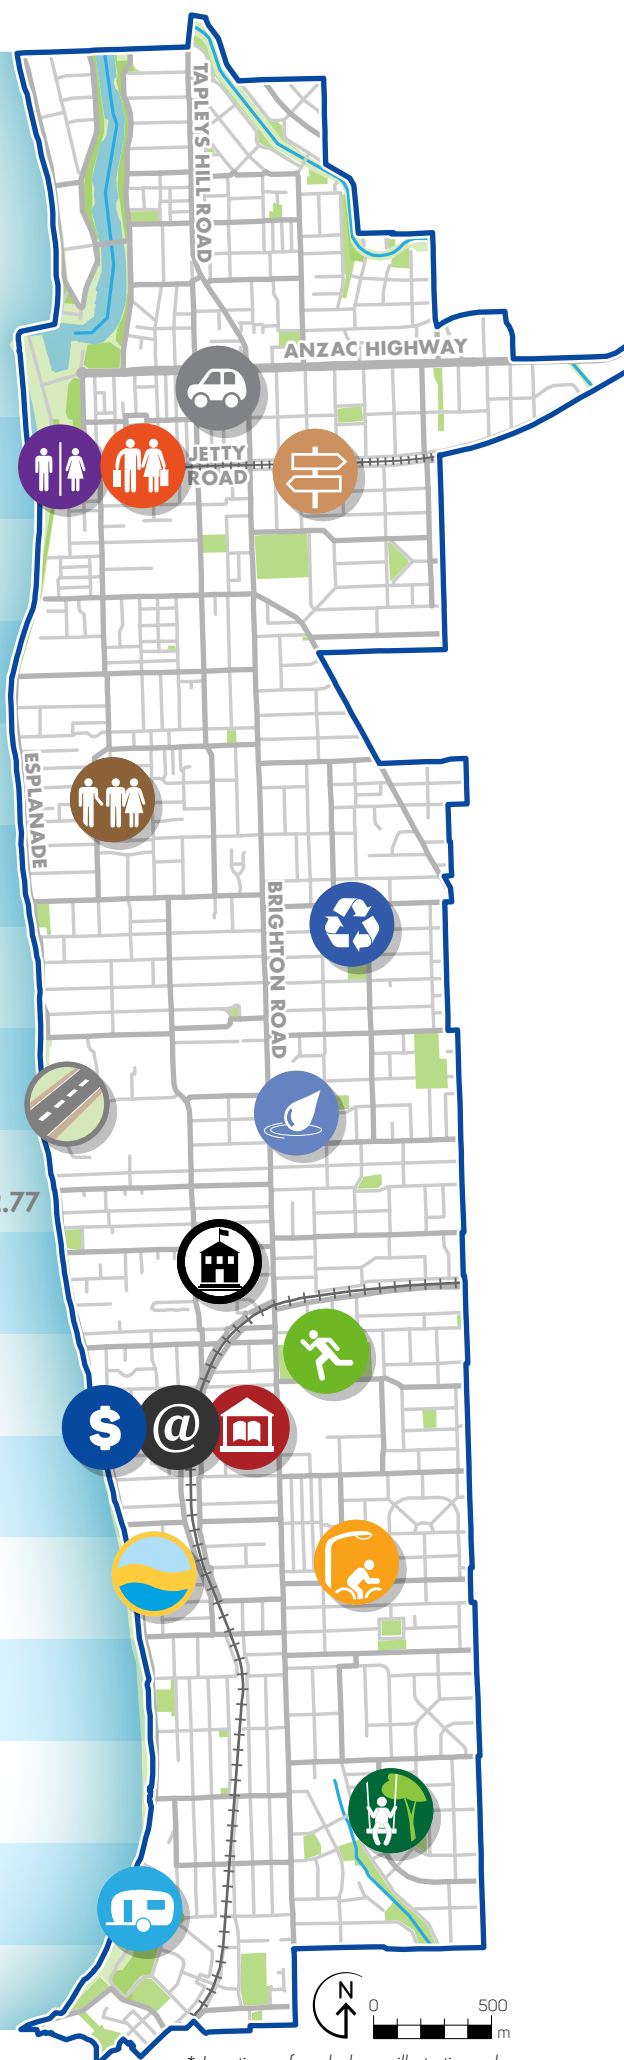 TAPLEYS HILL ROAD
ANZAC HIGHWAY
JETTY
ROAD
ESPLANADE
BRIGHTON ROAD
.77
$
@
N
0 500
m